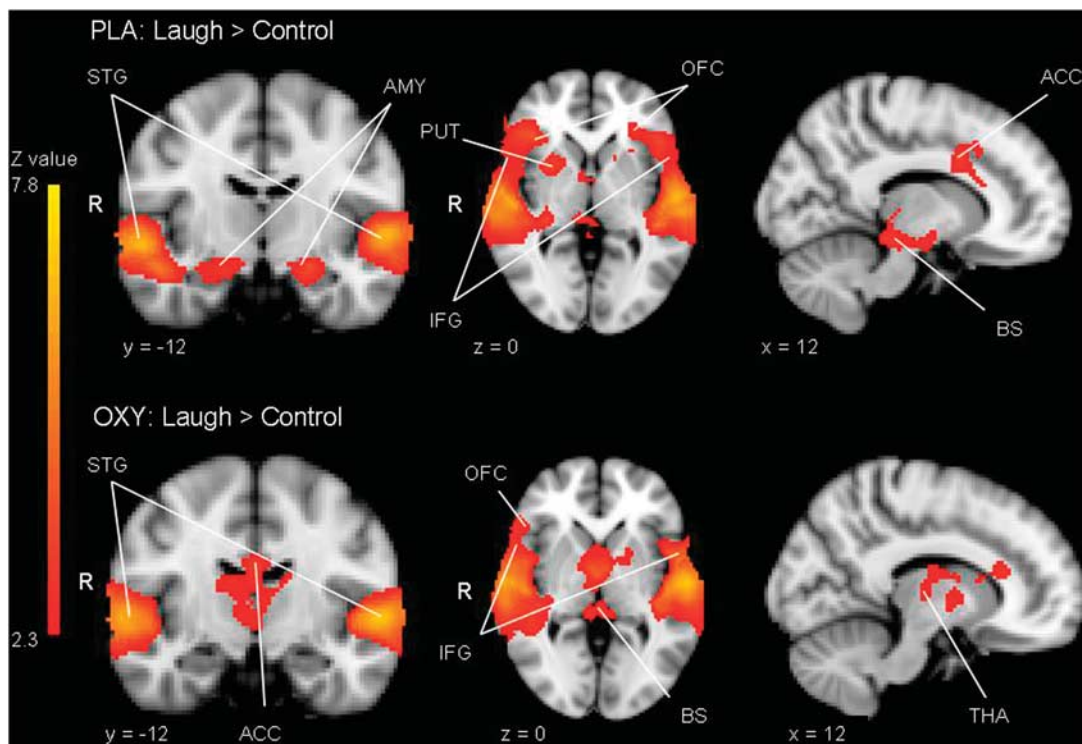 PLA: Laugh > Control
STG
AMY
OFC
ACC
PUT
Z value
7.8
R
R
IFG
BS
y = -12
z = 0
x = 12
OXY: Laugh > Control
STG
OFC
R
R
2.3
IFG
BS
THA
y = -12
ACC
z = 0
x = 12